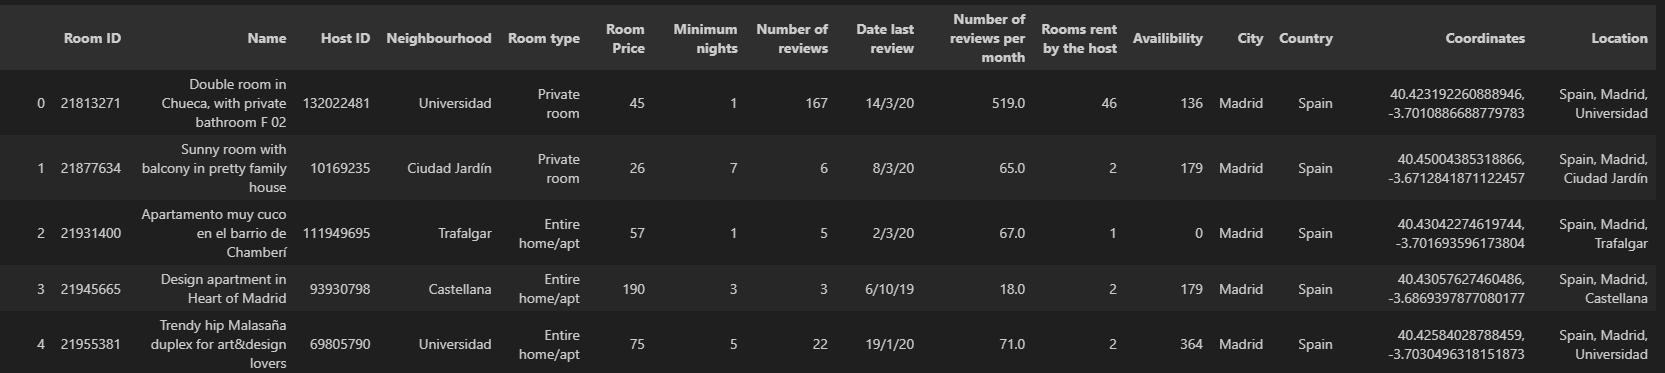 Room ID Name Host ID Neighbourhood Room type Room Price Minimum nights Number of reviews Date last review Number of reviews per month Rooms rent by the host Availibility City Country Coordinates Location
0 21813271 Double room in Chueca, with private bathroom F 02 132022481 Universidad Private room 45 1 167 14/3/20 519.0 46 136 Madrid Spain 40.423192260888946, -3.7010886688779783 Spain, Madrid, Universidad
1 21877634 Sunny room with balcony in pretty family house 10169235 Ciudad Jardín Private room 26 7 6 8/3/20 65.0 2 179 Madrid Spain 40.45004385318866, -3.6712841871122457 Spain, Madrid, Ciudad Jardín
2 21931400 Apartamento muy cuco en el barrio de Chamberí 111949695 Trafalgar Entire home/apt 57 1 5 2/3/20 67.0 1 0 Madrid Spain 40.43042274619744, -3.701693596173804 Spain, Madrid, Trafalgar
3 21945665 Design apartment in Heart of Madrid 93930798 Castellana Entire home/apt 190 3 3 6/10/19 18.0 2 179 Madrid Spain 40.43057627460486, -3.6869397877080177 Spain, Madrid, Castellana
4 21955381 Trendy hip Malasaña duplex for art&design lovers 69805790 Universidad Entire home/apt 75 5 22 19/1/20 71.0 2 364 Madrid Spain 40.42584028788459, -3.7030496318151873 Spain, Madrid, Universidad